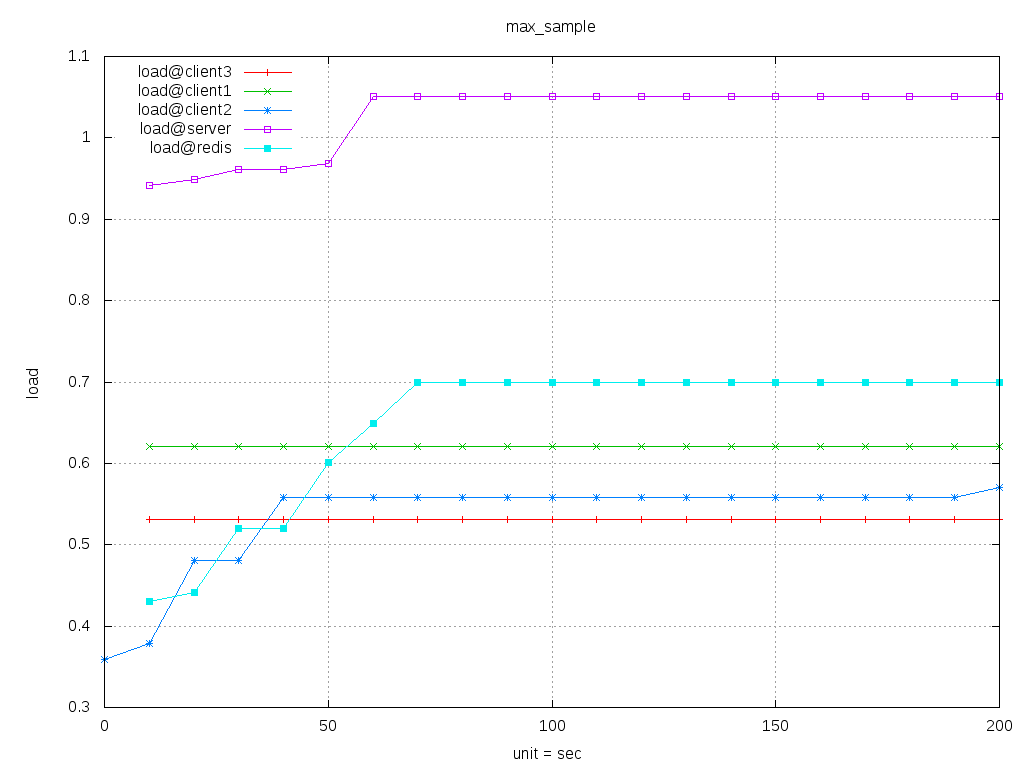 max_sample
1.1
1
0.9
0.8
0.7
0.6
0.5
0.4
0.3
load
load@client3
load@client1
load@client2
load@server
load@redis
0 50 100 150 200
unit = sec